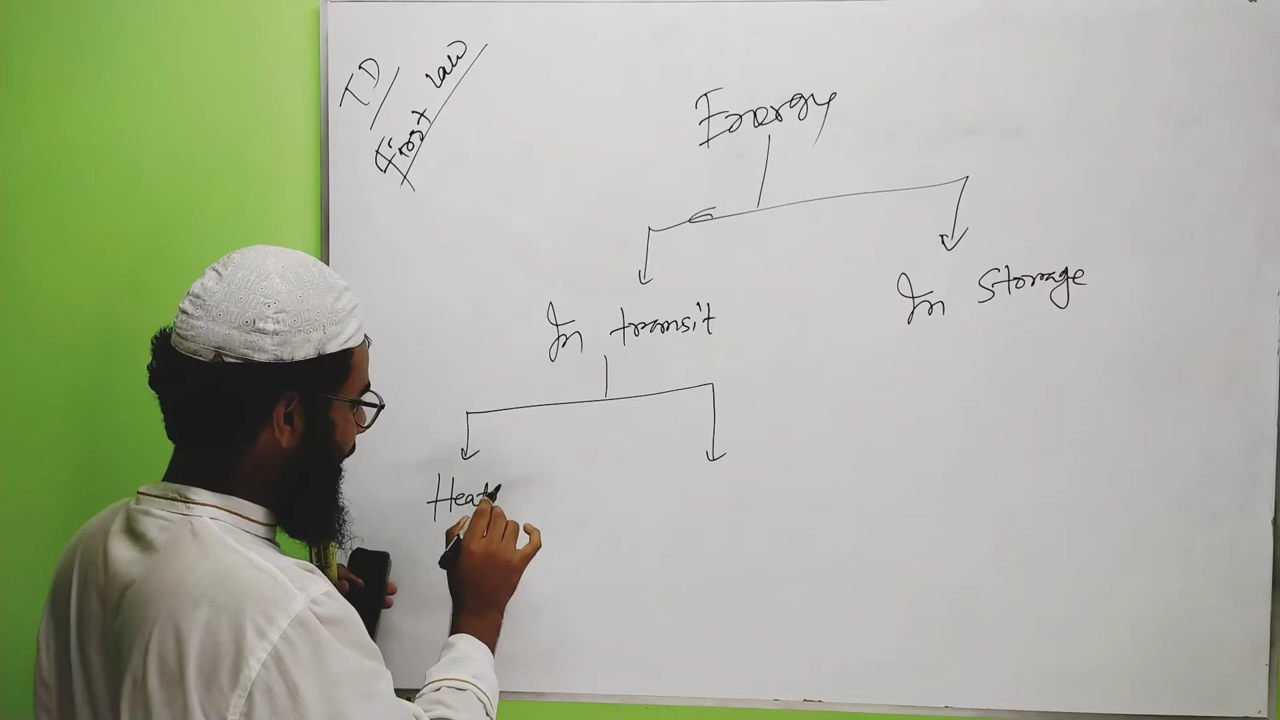 TD
First law
Energy
In transit
In Storage
Heat